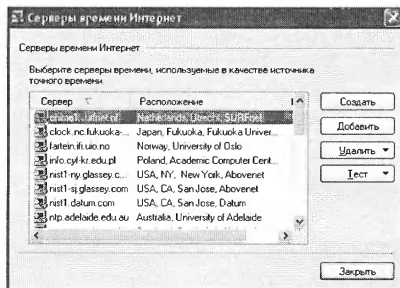 Серверы времени Интернет
Серверы времени Интернет
Выберите серверы времени, используемые в качестве источника
точного времени.
Сервер Расположение
Netherlands, Utrecht, SURFnet
clock.nc.fukuoka-... Japan, Fukuoka, Fukuoka Univer...
fartein.ifi.uio.no Norway, University of Oslo
info.cyf-kr.edu.pl Poland, Academic Computer Cent...
nist1-ny.glassey.c... USA, NY, New York, Abovenet
nist1-sj.glassey.com USA, CA, San Jose, Abovenet
nist1.datum.com USA, CA, San Jose, Datum
ntp.adelaide.edu.au Australia, University of Adelaide
Создать
Добавить
Удалить
Тест
Закрыть